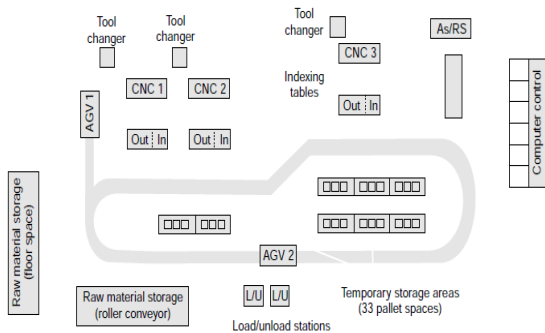 Tool
changer
Tool
changer
Tool
changer
As/RS
CNC 1
CNC 2
CNC 3
Indexing
tables
AGV 1
Out In
Out In
Out In
Computer control
Raw material storage
(floor space)
AGV 2
Raw material storage
(roller conveyor)
L/U
L/U
Load/unload stations
Temporary storage areas
(33 pallet spaces)